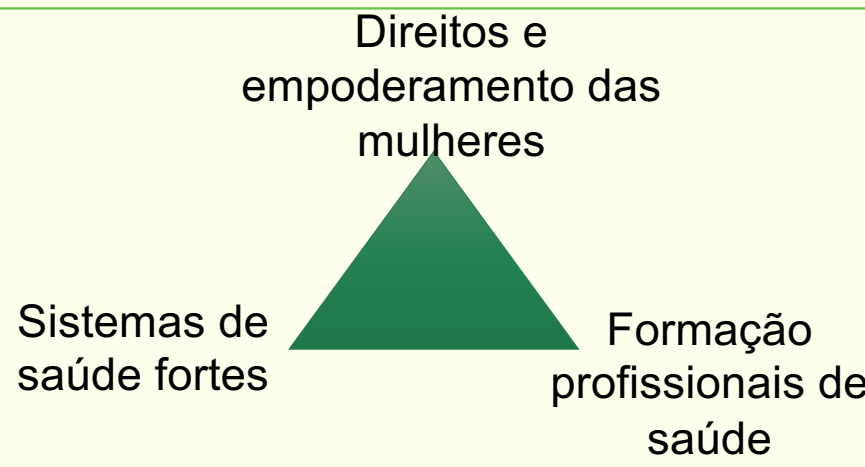 Direitos e
empoderamento das
mulheres
Sistemas de
saúde fortes
Formação
profissionais de
saúde